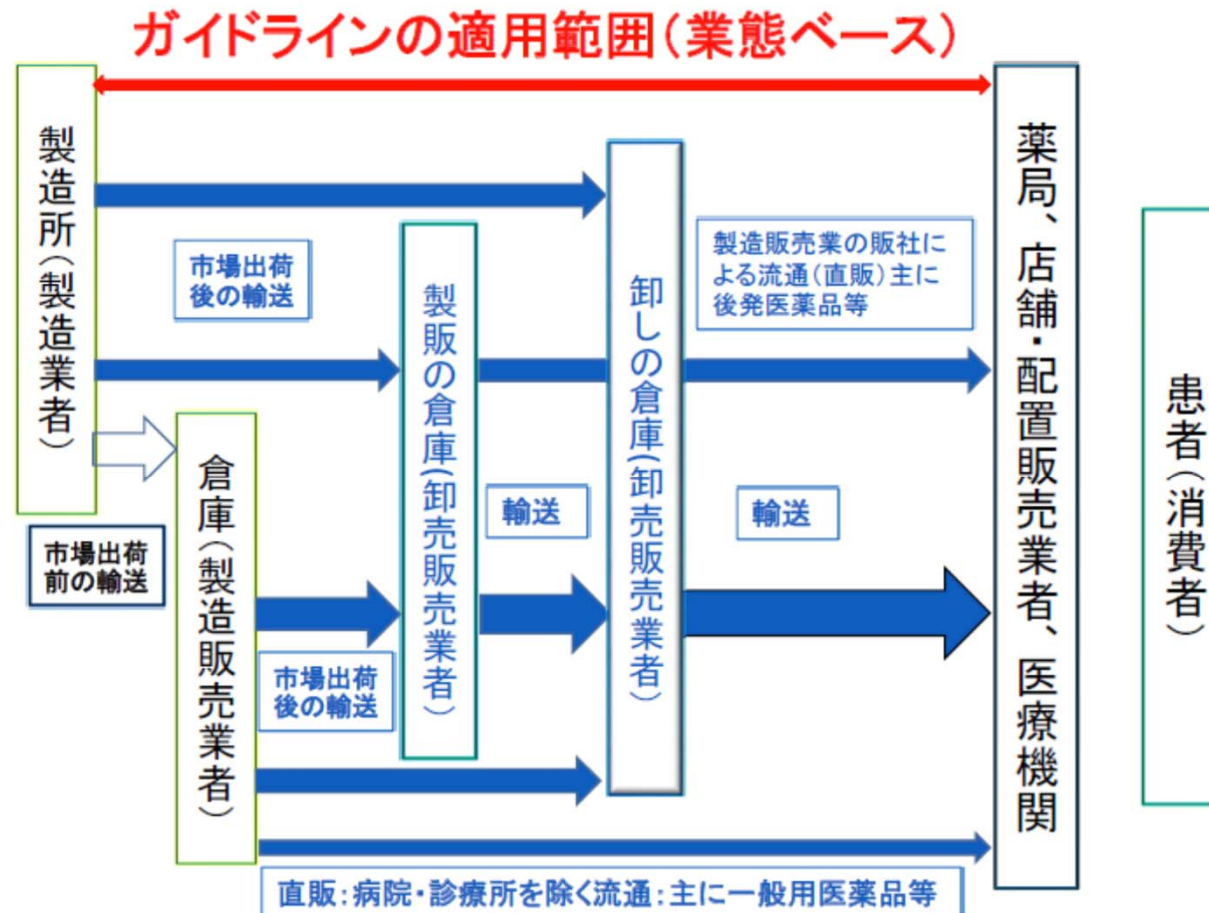 ガイドラインの適用範囲(業態ベース)
製造所(製造業者)
市場出荷
後の輸送
市場出荷
前の輸送
倉庫(製造販売業者)
市場出荷
後の輸送
製販の倉庫(卸売販売業者)
輸送
卸しの倉庫(卸売販売業者)
製造販売業の販社に
よる流通(直販)主に
後発医薬品等
輸送
薬局、店舗・配置販売業者、医療機関
患者(消費者)
直販:病院・診療所を除く流通:主に一般用医薬品等